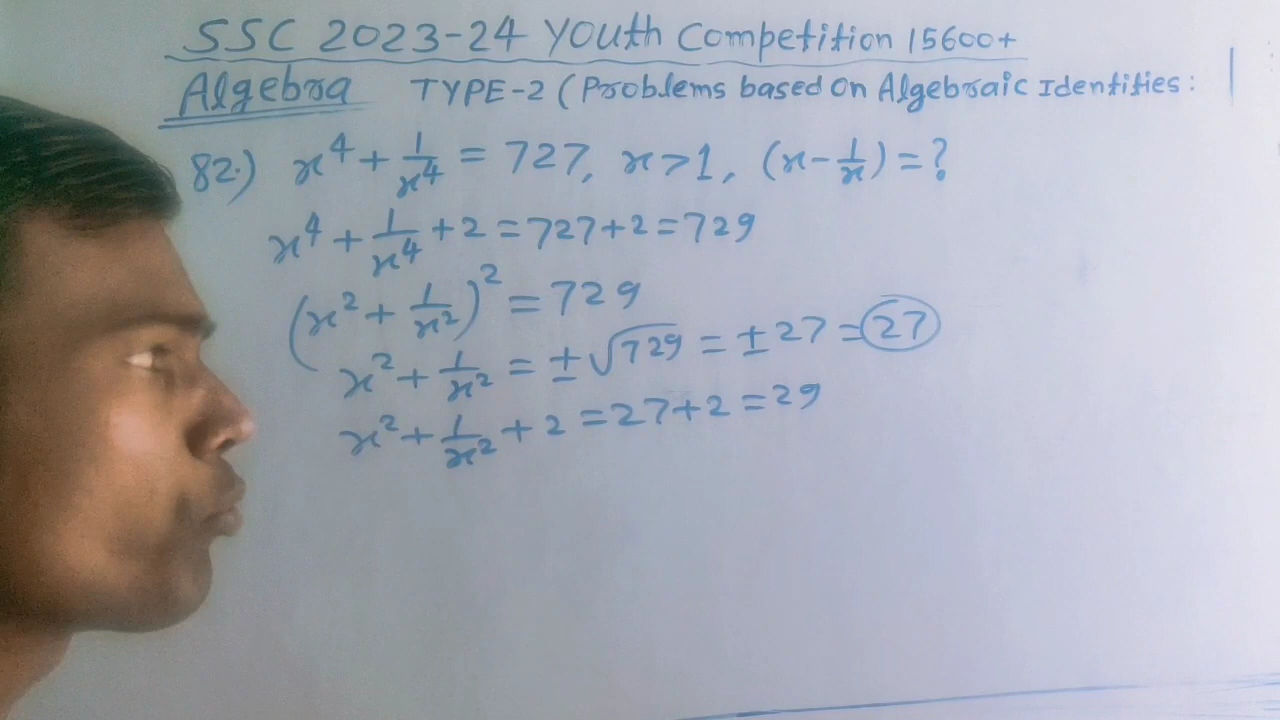 SSC 2023-24 Youth Competition 15600+
Algebra TYPE-2 (Problems based on Algebraic Identities:
82.) x⁴ + 1/x⁴ = 727, x>1, (x - 1/x) = ?
x⁴ + 1/x⁴ + 2 = 727+2 = 729
(x² + 1/x²)² = 729
x² + 1/x² = ±√729 = ±27 = 27
x² + 1/x² + 2 = 27+2 = 29